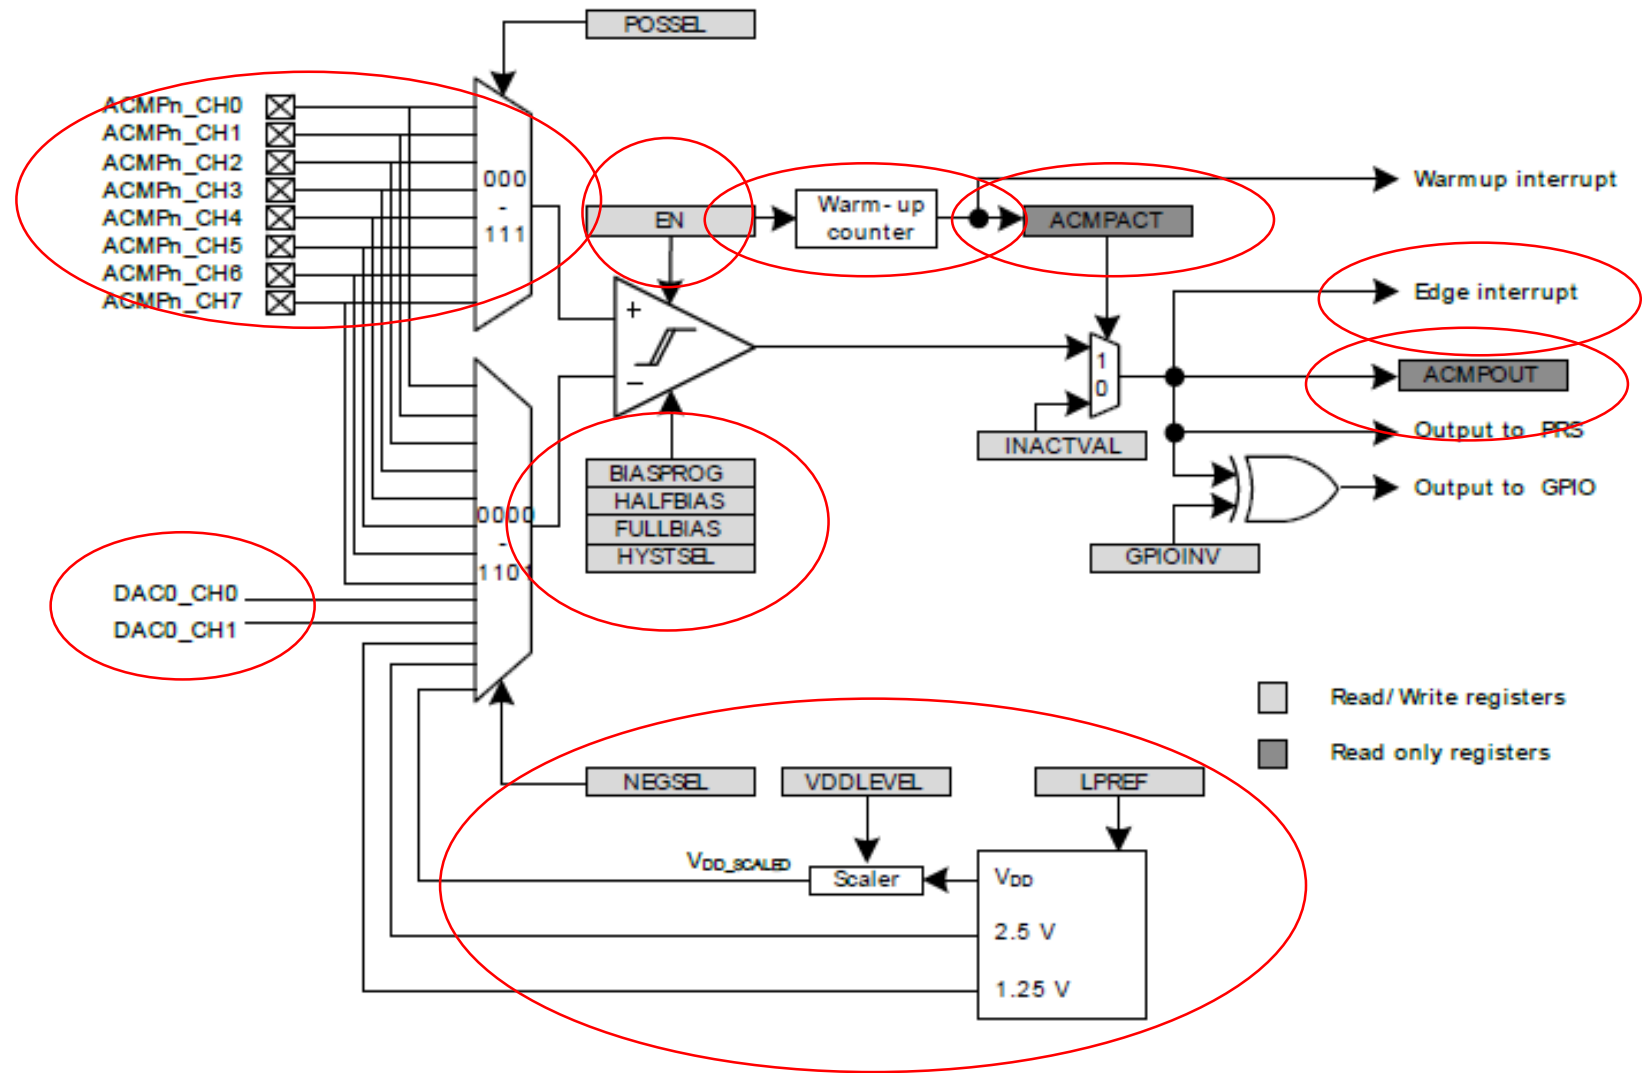 POSSEL
ACMPn_CH0
ACMPn_CH1
ACMPn_CH2
ACMPn_CH3
ACMPn_CH4
ACMPn_CH5
ACMPn_CH6
ACMPn_CH7
000
-
111
EN
Warm-up
counter
ACMPACT
Warmup interrupt
Edge interrupt
+
−
1
0
ACMPOUT
INACTVAL
Output to PRS
Output to GPIO
GPIOINV
BIASPROG
HALFBIAS
FULLBIAS
HYSTSEL
0000
-
1101
DAC0_CH0
DAC0_CH1
Read/Write registers
Read only registers
NEGSEL
VDDLEVEL
LPREF
VDD_SCALED
Scaler
VDD
2.5 V
1.25 V